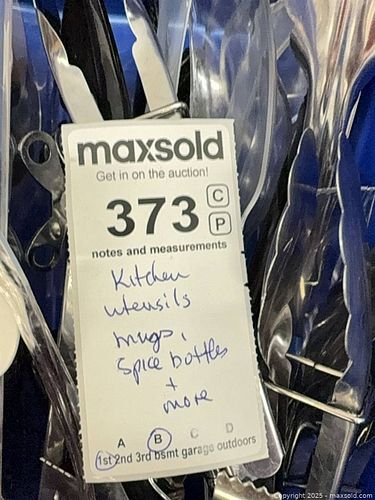 maxsold
Get in on the auction!
373 C P
notes and measurements
Kitchen
utensils
mugs,
spice bottles
+
more
A B C D
1st 2nd 3rd bsmt garage outdoors
Copyright © 2025 - maxsold.com